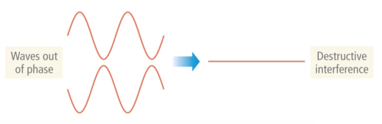 Waves out
of phase
Destructive
interference